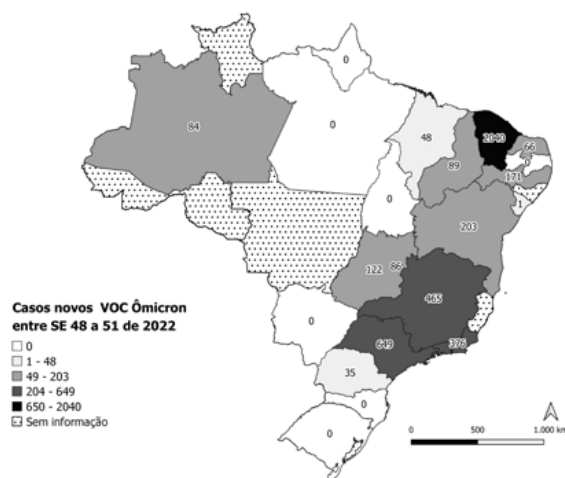 0
0
84
48
2040
66
0
89
171
1
0
203
122
86
465
0
649
376
35
0
0
Casos novos VOC Ômicron
entre SE 48 a 51 de 2022
0
1 - 48
49 - 203
204 - 649
650 - 2040
Sem informação
0 500 1.000 km